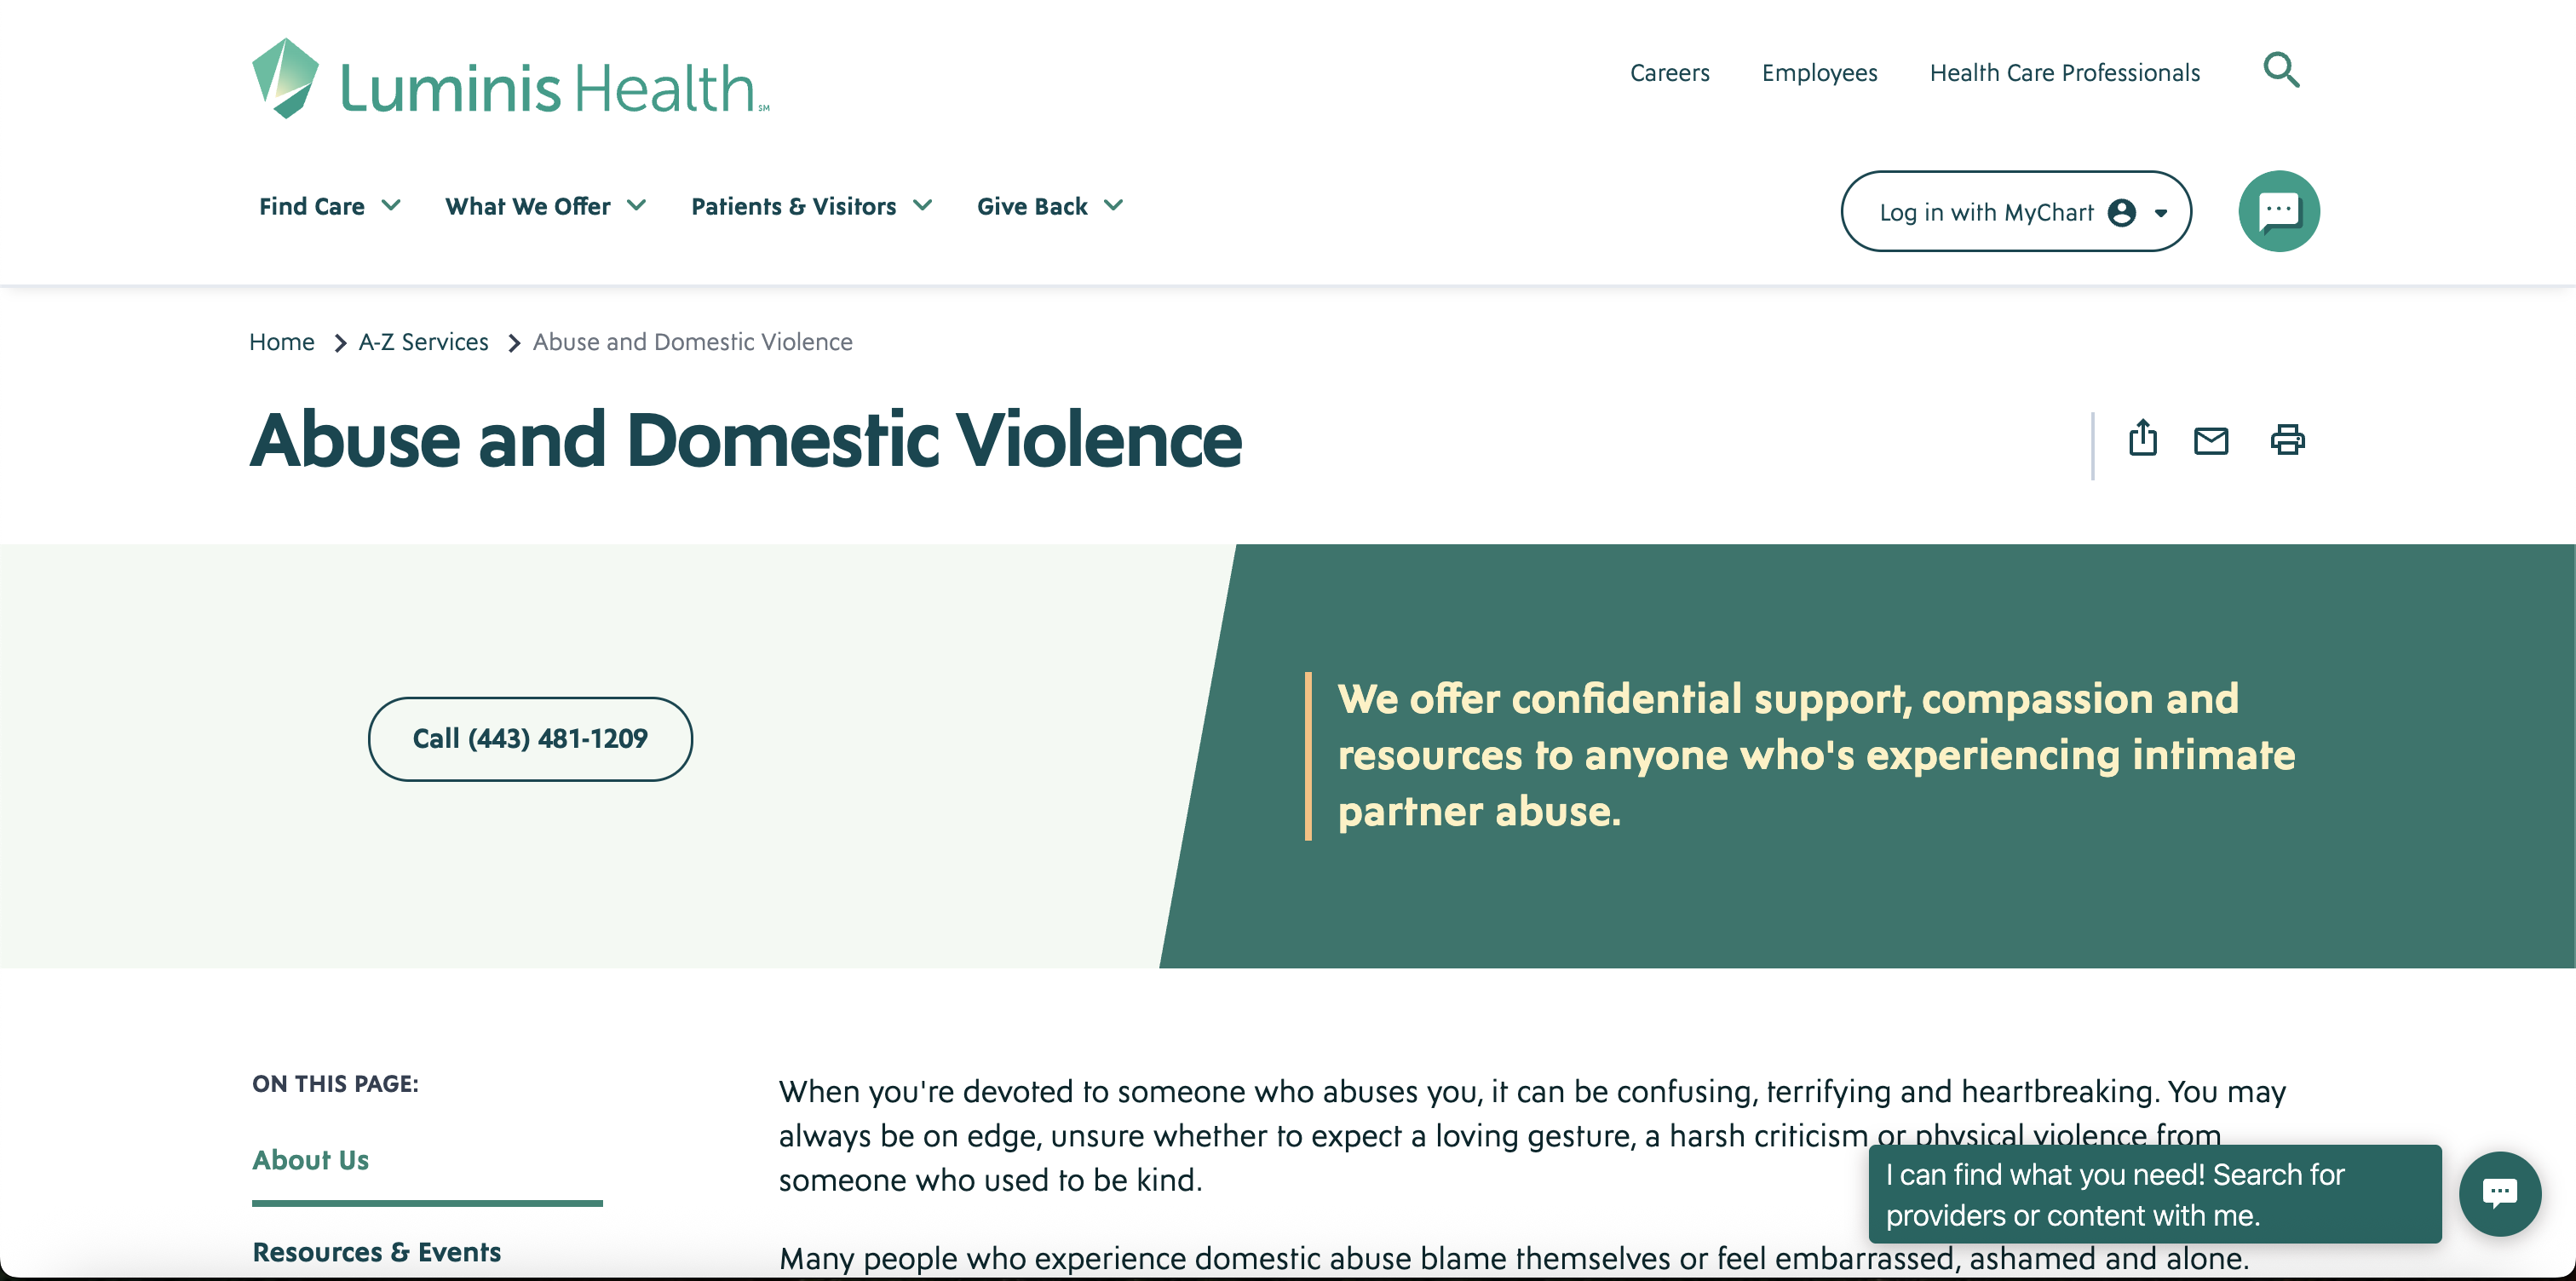 Luminis Health℠
Careers
Employees
Health Care Professionals
Find Care
What We Offer
Patients & Visitors
Give Back
Log in with MyChart
Home
A-Z Services
Abuse and Domestic Violence
Abuse and Domestic Violence
Call (443) 481-1209
We offer confidential support, compassion and
resources to anyone who's experiencing intimate
partner abuse.
ON THIS PAGE:
About Us
Resources & Events
When you're devoted to someone who abuses you, it can be confusing, terrifying and heartbreaking. You may
always be on edge, unsure whether to expect a loving gesture, a harsh criticism or physical violence from
someone who used to be kind.
Many people who experience domestic abuse blame themselves or feel embarrassed, ashamed and alone.
I can find what you need! Search for
providers or content with me.